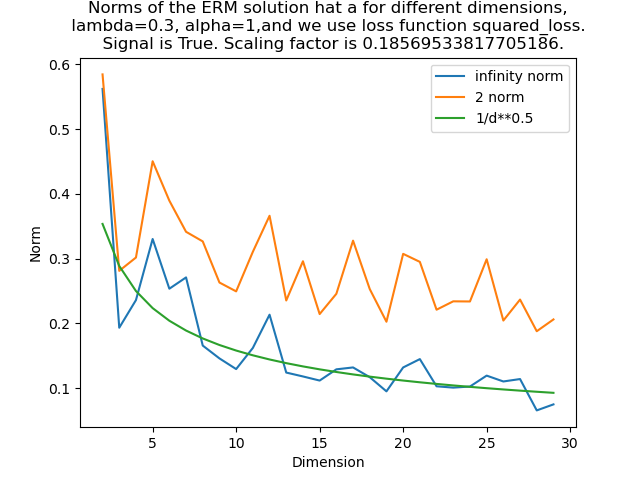 Norms of the ERM solution hat a for different dimensions,
lambda=0.3, alpha=1,and we use loss function squared_loss.
Signal is True. Scaling factor is 0.18569533817705186.
0.6
0.5
0.4
0.3
0.2
0.1
Norm
infinity norm
2 norm
1/d**0.5
5
10
15
20
25
30
Dimension